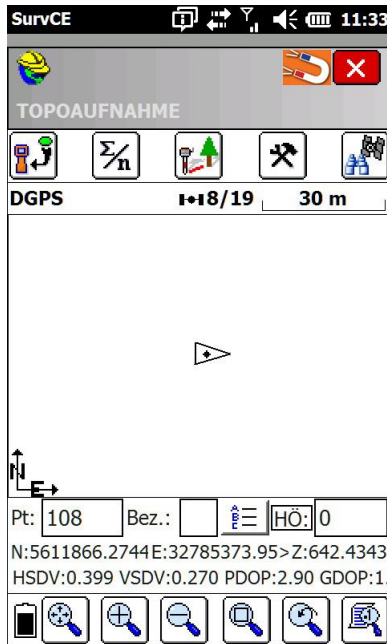 SurvCE 11:33
TOPOAUFNAHME
Σ/n
DGPS 8/19 30 m
N
E
Pt: 108 Bez.: HÖ: 0
N:5611866.2744E:32785373.95>Z:642.4343
HSDV:0.399 VSDV:0.270 PDOP:2.90 GDOP:1.